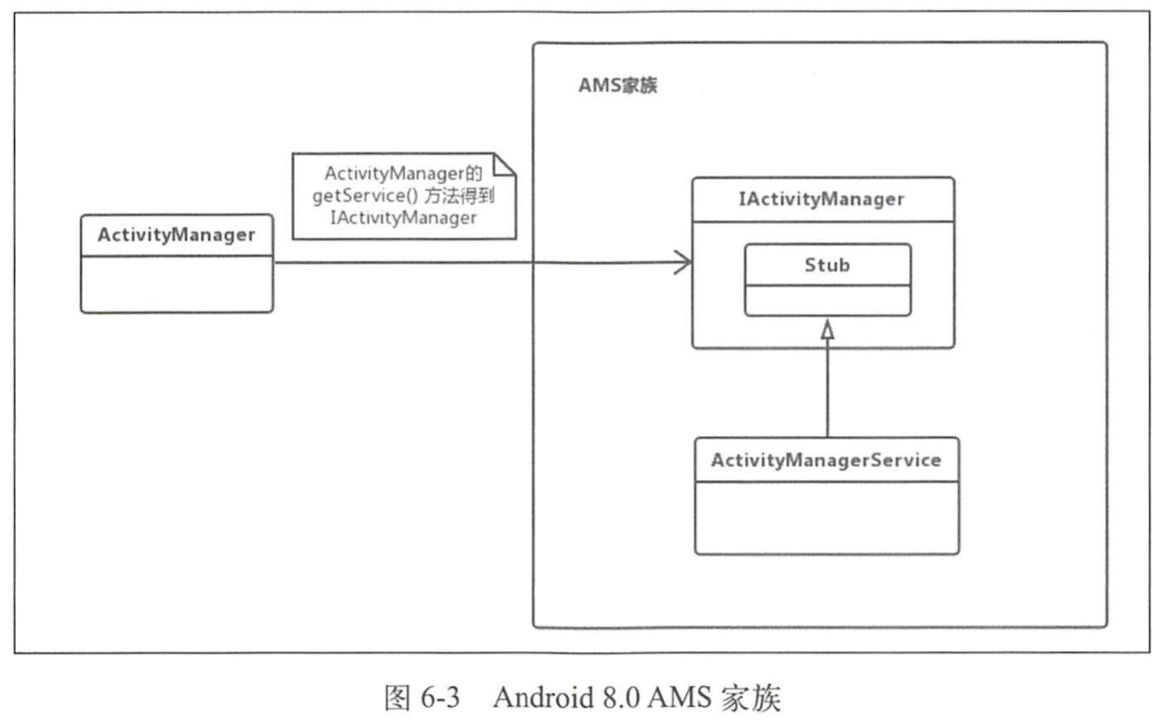 AMS家族
ActivityManager的
getService() 方法得到
IActivityManager
ActivityManager
IActivityManager
Stub
ActivityManagerService
图 6-3 Android 8.0 AMS 家族